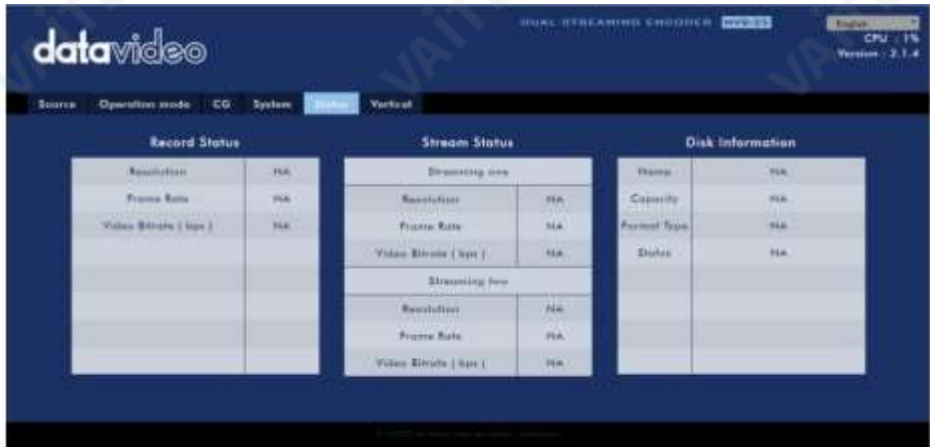 DUAL STREAMING ENCODER NVS-25
English
datavideo
CPU : 1%
Version : 2.1.4
Source Operation mode CG System Status Vertical
Record Status
Resolution NA
Frame Rate NA
Video Bitrate ( bps ) NA
Stream Status
Streaming one
Resolution NA
Frame Rate NA
Video Bitrate ( bps ) NA
Streaming two
Resolution NA
Frame Rate NA
Video Bitrate ( bps ) NA
Disk Information
Name NA
Capacity NA
Format Type NA
Status NA